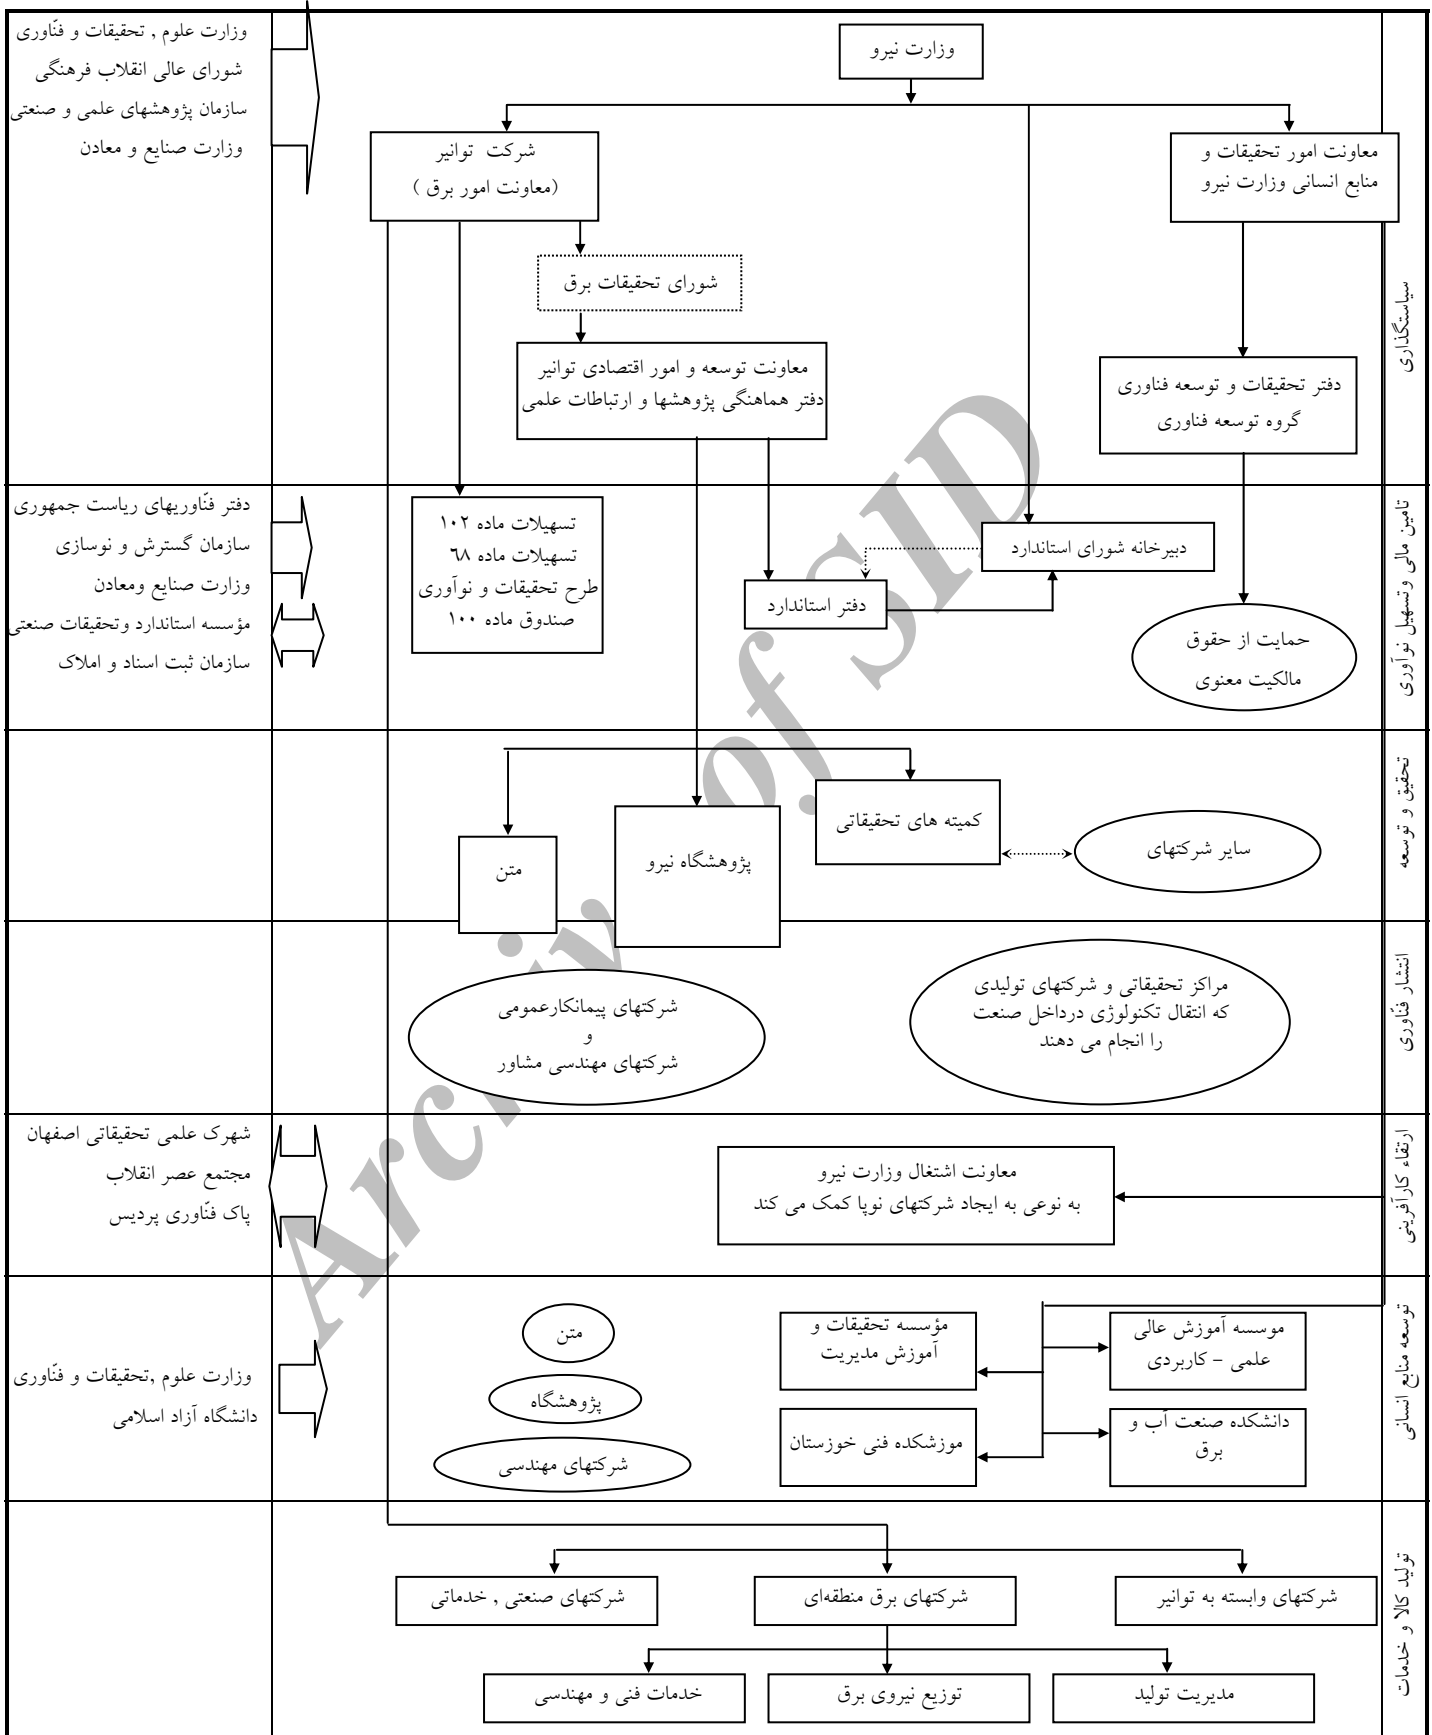 وزارت نیرو
شرکت توانیر
(معاونت امور برق )
معاونت امور تحقیقات و
منابع انسانی وزارت نیرو
شورای تحقیقات برق
معاونت توسعه و امور اقتصادی توانیر
دفتر هماهنگی پژوهشها و ارتباطات علمی
دفتر تحقیقات و توسعه فناوری
گروه توسعه فناوری
سیاستگذاری
وزارت علوم , تحقیقات و فنّاوری
شورای عالی انقلاب فرهنگی
سازمان پژوهشهای علمی و صنعتی
وزارت صنایع و معادن
تامین مالی وتسهیل نوآوری
دبیرخانه شورای استاندارد
دفتر استاندارد
حمایت از حقوق
مالکیت معنوی
تسهیلات ماده ١٠٢
تسهیلات ماده ٦٨
طرح تحقیقات و نوآوری
صندوق ماده ١٠٠
دفتر فنّاوریهای ریاست جمهوری
سازمان گسترش و نوسازی
وزارت صنایع ومعادن
مؤسسه استاندارد وتحقیقات صنعتی
سازمان ثبت اسناد و املاک
تحقیق و توسعه
کمیته های تحقیقاتی
سایر شرکتهای
پژوهشگاه نیرو
متن
انتشار فنّاوری
مراکز تحقیقاتی و شرکتهای تولیدی
که انتقال تکنولوژی درداخل صنعت
را انجام می دهند
شرکتهای پیمانکارعمومی
و
شرکتهای مهندسی مشاور
ارتقاء کارآفرینی
معاونت اشتغال وزارت نیرو
به نوعی به ایجاد شرکتهای نوپا کمک می کند
شهرک علمی تحقیقاتی اصفهان
مجتمع عصر انقلاب
پاک فنّاوری پردیس
توسعه منابع انسانی
موسسه آموزش عالی
علمی – کاربردی
مؤسسه تحقیقات و
آموزش مدیریت
دانشکده صنعت آب و
برق
موزشکده فنی خوزستان
متن
پژوهشگاه
شرکتهای مهندسی
وزارت علوم ,تحقیقات و فنّاوری
دانشگاه آزاد اسلامی
تولید کالا و خدمات
شرکتهای وابسته به توانیر
شرکتهای برق منطقه‌ای
شرکتهای صنعتی , خدماتی
مدیریت تولید
توزیع نیروی برق
خدمات فنی و مهندسی
Archive of SID